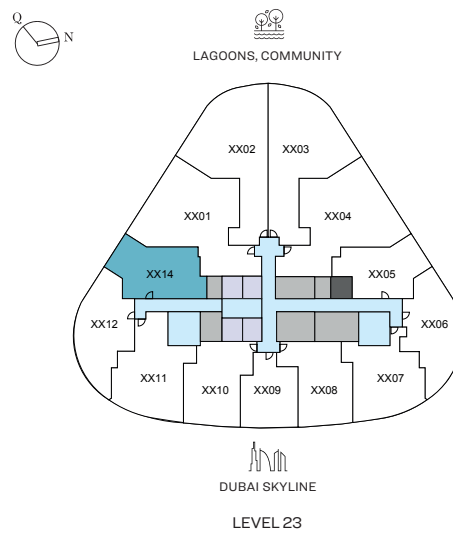 Q
N
LAGOONS, COMMUNITY
XX02 XX03
XX01 XX04
XX14 XX05
XX12 XX06
XX11 XX07
XX10 XX09 XX08
DUBAI SKYLINE
LEVEL 23